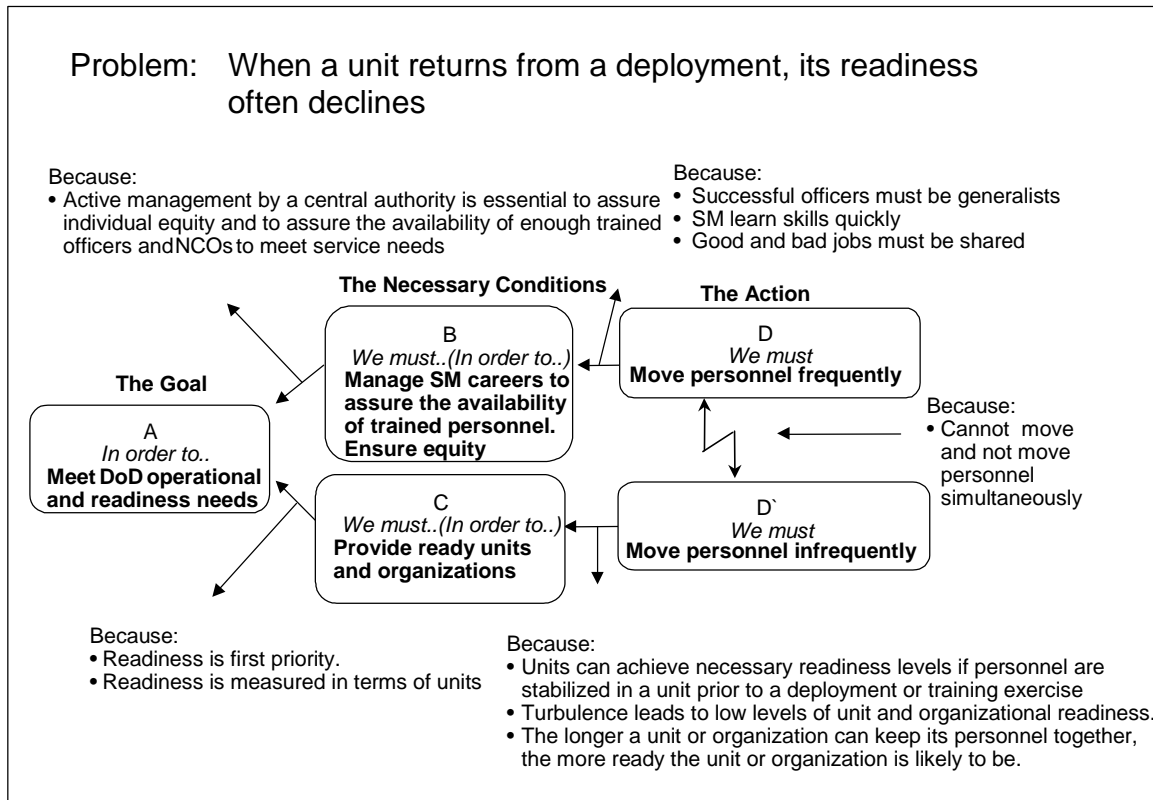 Problem: When a unit returns from a deployment, its readiness
often declines
Because:
• Active management by a central authority is essential to assure
individual equity and to assure the availability of enough trained
officers and NCOs to meet service needs
Because:
• Successful officers must be generalists
• SM learn skills quickly
• Good and bad jobs must be shared
The Necessary Conditions
The Action
B
We must..(In order to..)
Manage SM careers to
assure the availability
of trained personnel.
Ensure equity
D
We must
Move personnel frequently
The Goal
A
In order to..
Meet DoD operational
and readiness needs
Because:
• Cannot move
and not move
personnel
simultaneously
C
We must..(In order to..)
Provide ready units
and organizations
D`
We must
Move personnel infrequently
Because:
• Readiness is first priority.
• Readiness is measured in terms of units
Because:
• Units can achieve necessary readiness levels if personnel are
stabilized in a unit prior to a deployment or training exercise
• Turbulence leads to low levels of unit and organizational readiness.
• The longer a unit or organization can keep its personnel together,
the more ready the unit or organization is likely to be.